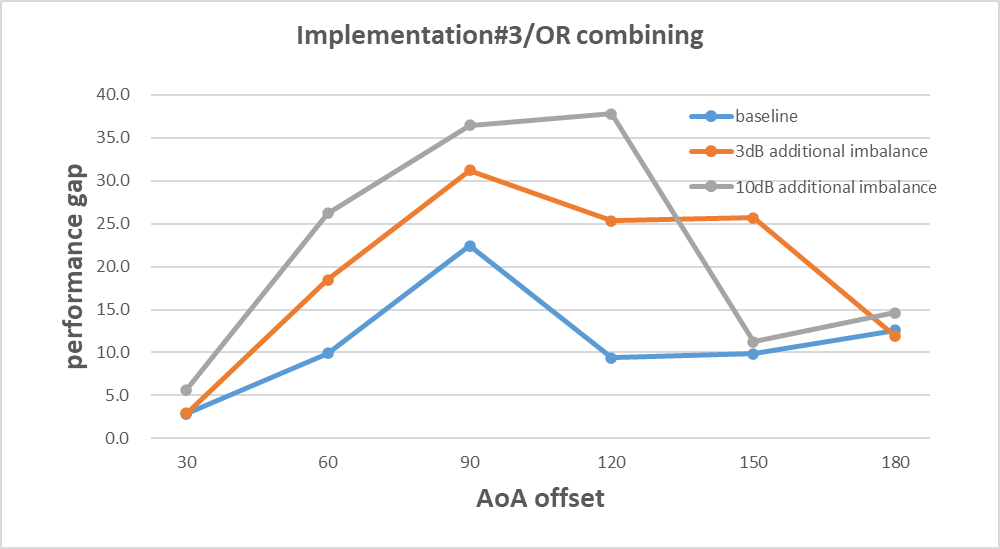 Implementation#3/OR combining
40.0
35.0
30.0
25.0
20.0
15.0
10.0
5.0
0.0
performance gap
baseline
3dB additional imbalance
10dB additional imbalance
30 60 90 120 150 180
AoA offset